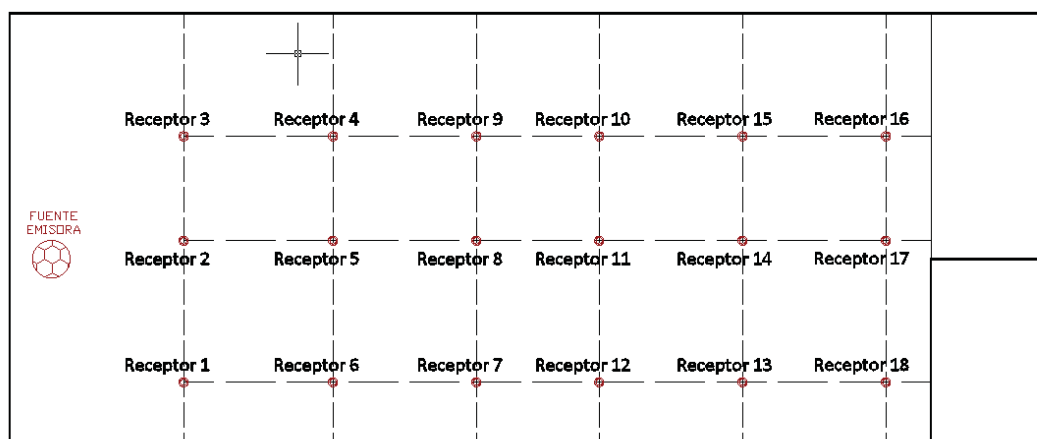 Receptor 3
Receptor 4
Receptor 9
Receptor 10
Receptor 15
Receptor 16
FUENTE
EMISORA
Receptor 2
Receptor 5
Receptor 8
Receptor 11
Receptor 14
Receptor 17
Receptor 1
Receptor 6
Receptor 7
Receptor 12
Receptor 13
Receptor 18